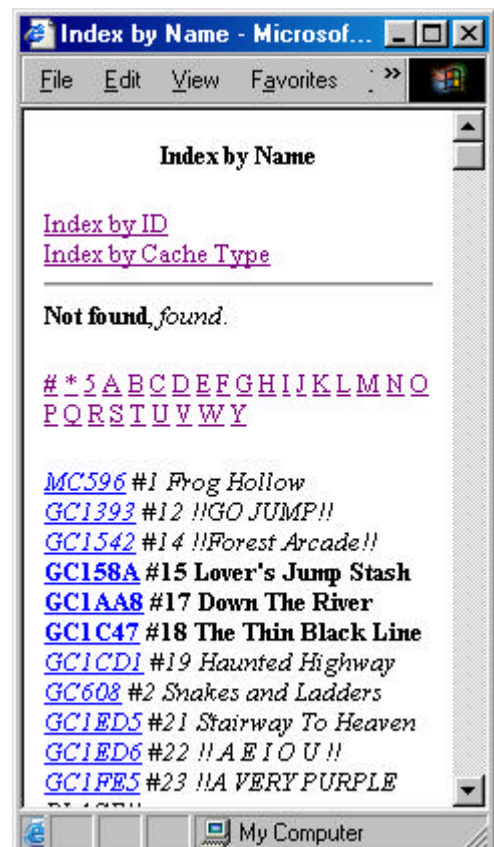 Index by Name - Microsof...
File Edit View Favorites »
Index by Name
Index by ID
Index by Cache Type
Not found, found.
# * 5 A B C D E F G H I J K L M N O
P Q R S T U V W Y
MC596 #1 Frog Hollow
GC1393 #12 !!GO JUMP!!
GC1542 #14 !!Forest Arcade!!
GC158A #15 Lover's Jump Stash
GC1AA8 #17 Down The River
GC1C47 #18 The Thin Black Line
GC1CD1 #19 Haunted Highway
GC608 #2 Snakes and Ladders
GC1ED5 #21 Stairway To Heaven
GC1ED6 #22 !! A E I O U !!
GC1FE5 #23 !!A VERY PURPLE
My Computer